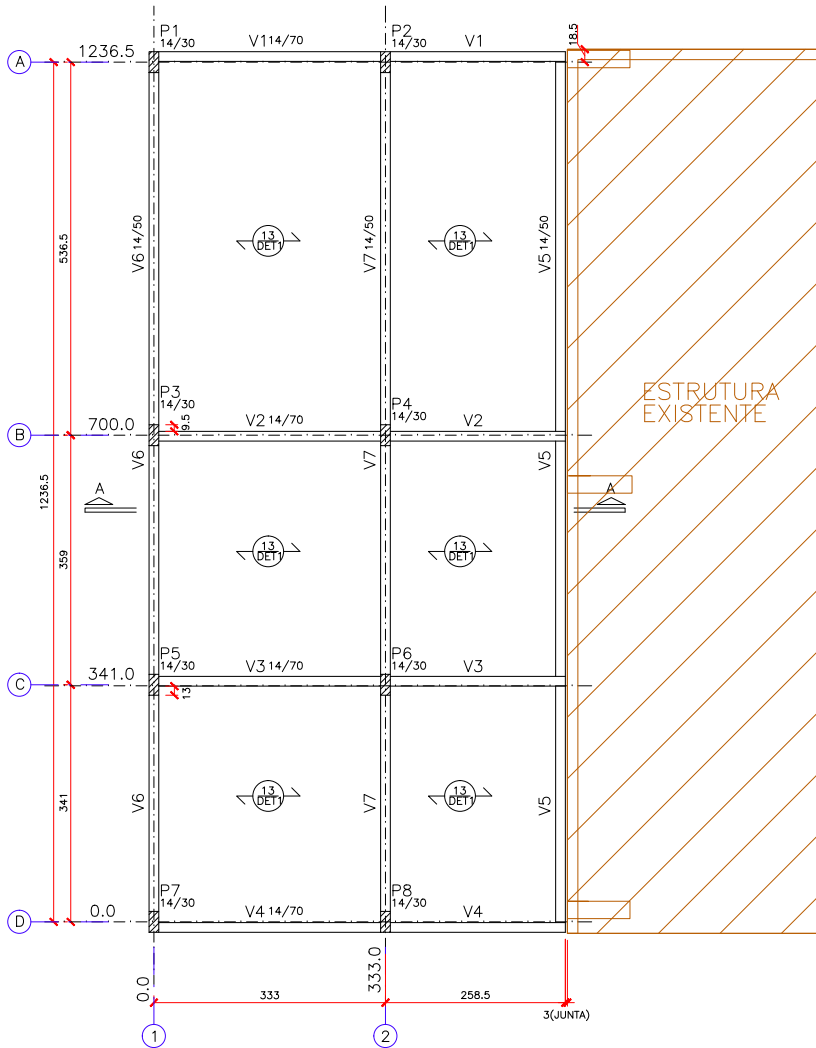 P1
14/30
V1 14/70
P2
14/30
V1
18.5
1236.5
A
V6 14/50
13
DET1
V7 14/50
13
DET1
V5 14/50
536.5
ESTRUTURA
EXISTENTE
P3
14/30
9.5
V2 14/70
P4
14/30
V2
700.0
B
V6
V7
V5
A
A
1236.5
359
13
DET1
13
DET1
P5
14/30
V3 14/70
P6
14/30
V3
341.0
C
13
341
V6
13
DET1
V7
13
DET1
V5
P7
14/30
V4 14/70
P8
14/30
V4
0.0
D
0.0
333.0
333
258.5
3(JUNTA)
1
2